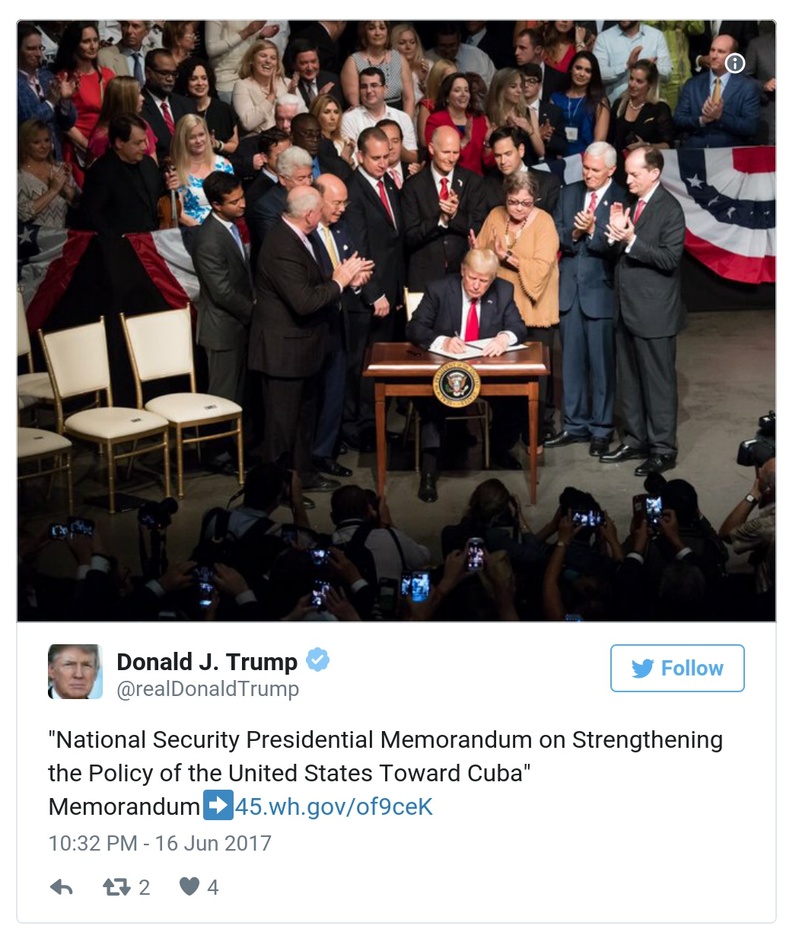 Donald J. Trump
@realDonaldTrump
Follow
"National Security Presidential Memorandum on Strengthening
the Policy of the United States Toward Cuba"
Memorandum➡️45.wh.gov/of9ceK
10:32 PM - 16 Jun 2017
2 4